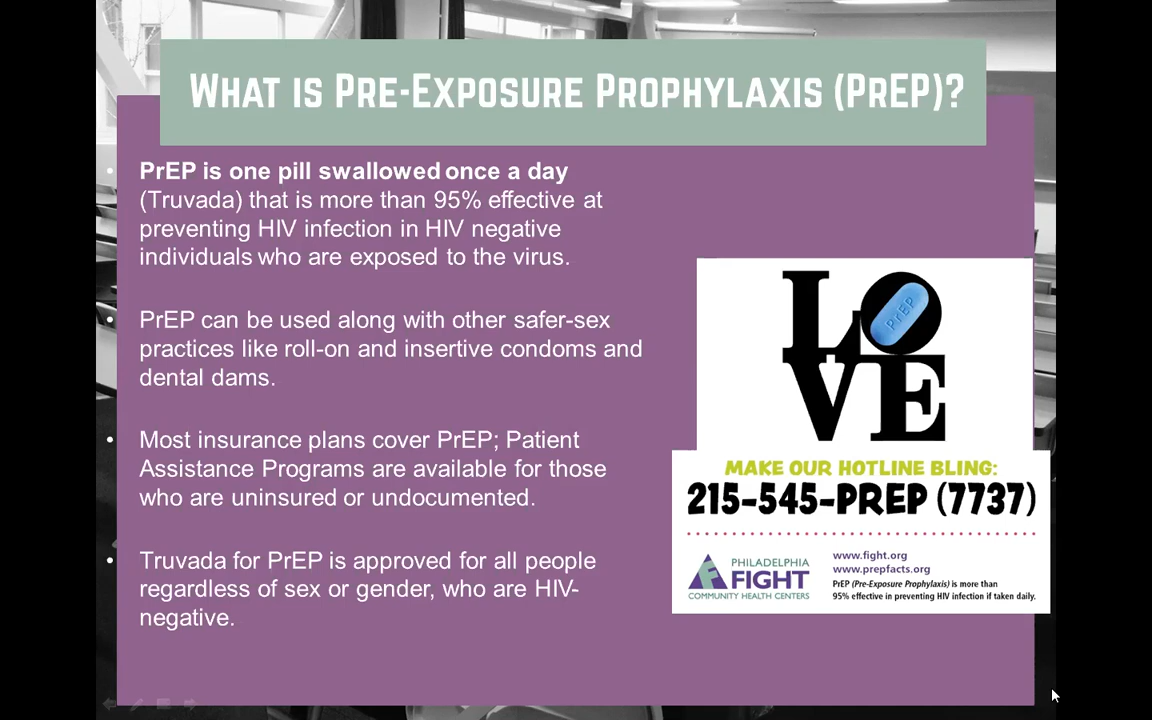 WHAT IS PRE-EXPOSURE PROPHYLAXIS (PrEP)?
• PrEP is one pill swallowed once a day
(Truvada) that is more than 95% effective at
preventing HIV infection in HIV negative
individuals who are exposed to the virus.
• PrEP can be used along with other safer-sex
practices like roll-on and insertive condoms and
dental dams.
• Most insurance plans cover PrEP; Patient
Assistance Programs are available for those
who are uninsured or undocumented.
• Truvada for PrEP is approved for all people
regardless of sex or gender, who are HIV-
negative.
LO
PrEP
VE
MAKE OUR HOTLINE BLING:
215-545-PREP (7737)
PHILADELPHIA
FIGHT
COMMUNITY HEALTH CENTERS
www.fight.org
www.prepfacts.org
PrEP (Pre-Exposure Prophylaxis) is more than
95% effective in preventing HIV infection if taken daily.